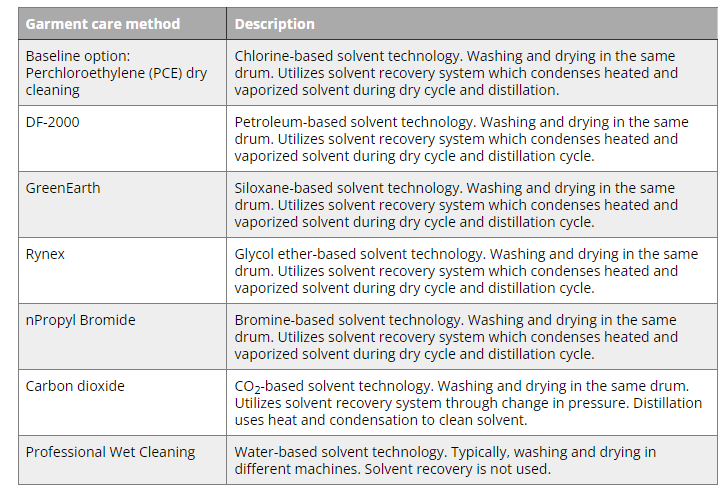 Garment care method
Description
Baseline option:
Perchloroethylene (PCE) dry
cleaning
Chlorine-based solvent technology. Washing and drying in the same
drum. Utilizes solvent recovery system which condenses heated and
vaporized solvent during dry cycle and distillation.
DF-2000
Petroleum-based solvent technology. Washing and drying in the same
drum. Utilizes solvent recovery system which condenses heated and
vaporized solvent during dry cycle and distillation cycle.
GreenEarth
Siloxane-based solvent technology. Washing and drying in the same
drum. Utilizes solvent recovery system which condenses heated and
vaporized solvent during dry cycle and distillation cycle.
Rynex
Glycol ether-based solvent technology. Washing and drying in the same
drum. Utilizes solvent recovery system which condenses heated and
vaporized solvent during dry cycle and distillation cycle.
nPropyl Bromide
Bromine-based solvent technology. Washing and drying in the same
drum. Utilizes solvent recovery system which condenses heated and
vaporized solvent during dry cycle and distillation cycle.
Carbon dioxide
CO₂-based solvent technology. Washing and drying in the same drum.
Utilizes solvent recovery system through change in pressure. Distillation
uses heat and condensation to clean solvent.
Professional Wet Cleaning
Water-based solvent technology. Typically, washing and drying in
different machines. Solvent recovery is not used.